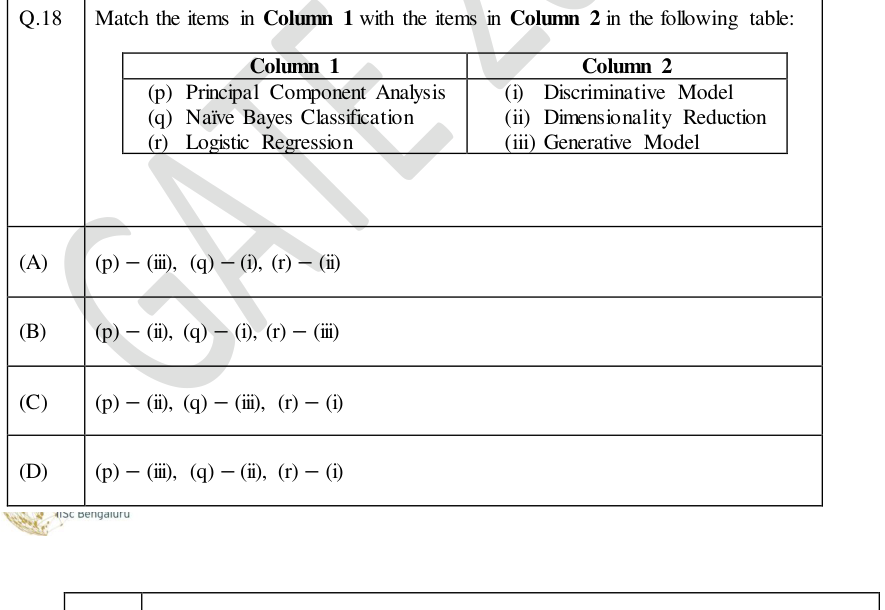 Q.18 Match the items in Column 1 with the items in Column 2 in the following table:
Column 1 Column 2
(p) Principal Component Analysis (i) Discriminative Model
(q) Naïve Bayes Classification (ii) Dimensionality Reduction
(r) Logistic Regression (iii) Generative Model
(A) (p) – (iii), (q) – (i), (r) – (ii)
(B) (p) – (ii), (q) – (i), (r) – (iii)
(C) (p) – (ii), (q) – (iii), (r) – (i)
(D) (p) – (iii), (q) – (ii), (r) – (i)
IISc Bengaluru
GATE